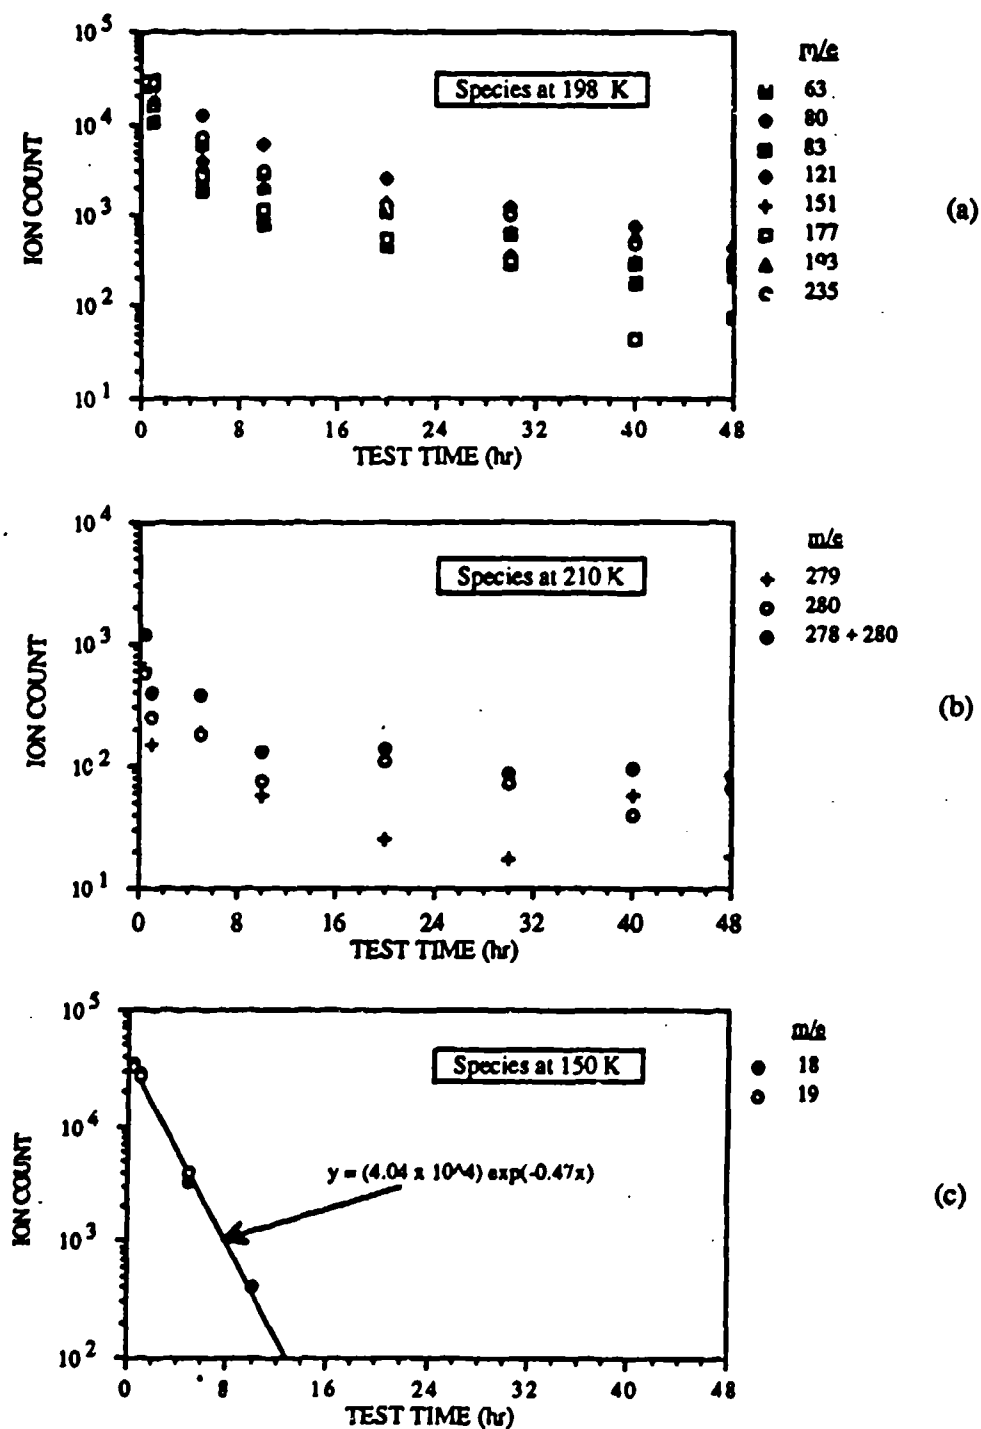 10^5
10^4
10^3
10^2
10^1
ION COUNT
Species at 198 K
m/e
63
80
83
121
151
177
193
235
(a)
0 8 16 24 32 40 48
TEST TIME (hr)
10^4
10^3
10^2
10^1
ION COUNT
Species at 210 K
m/e
279
280
278 + 280
(b)
0 8 16 24 32 40 48
TEST TIME (hr)
10^5
10^4
10^3
10^2
ION COUNT
Species at 150 K
m/e
18
19
y = (4.04 x 10^4) exp(-0.47x)
(c)
0 8 16 24 32 40 48
TEST TIME (hr)